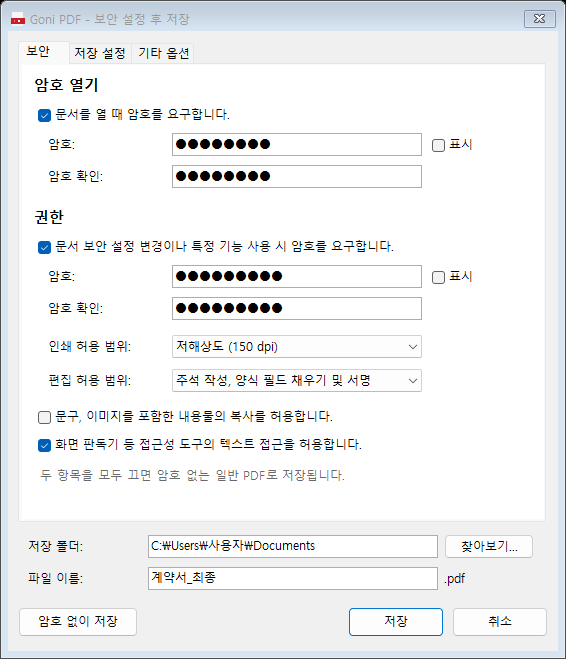 Goni PDF - 보안 설정 후 저장
보안 저장 설정 기타 옵션
암호 열기
문서를 열 때 암호를 요구합니다.
암호: ●●●●●●●● 표시
암호 확인: ●●●●●●●●
권한
문서 보안 설정 변경이나 특정 기능 사용 시 암호를 요구합니다.
암호: ●●●●●●●●● 표시
암호 확인: ●●●●●●●●●
인쇄 허용 범위: 저해상도 (150 dpi)
편집 허용 범위: 주석 작성, 양식 필드 채우기 및 서명
문구, 이미지를 포함한 내용물의 복사를 허용합니다.
화면 판독기 등 접근성 도구의 텍스트 접근을 허용합니다.
두 항목을 모두 끄면 암호 없는 일반 PDF로 저장됩니다.
저장 폴더: C:₩Users₩사용자₩Documents 찾아보기...
파일 이름: 계약서_최종 .pdf
암호 없이 저장 저장 취소